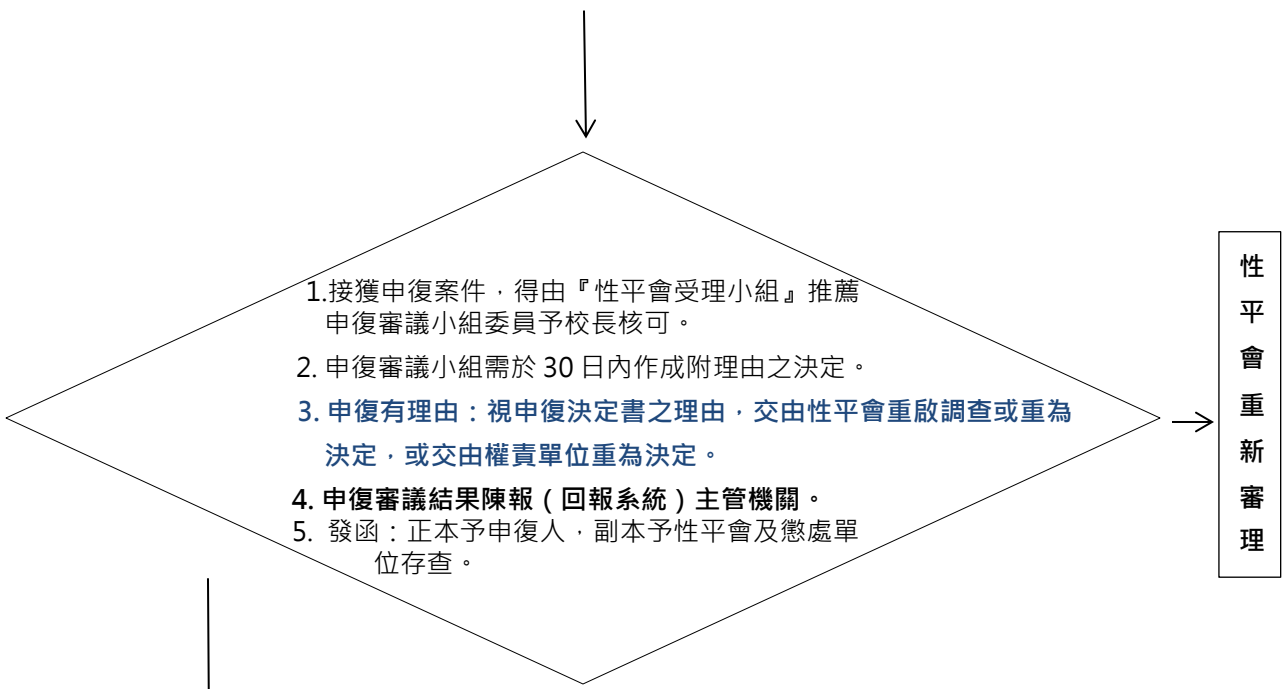 1.接獲申復案件，得由『性平會受理小組』推薦
申復審議小組委員予校長核可。
2. 申復審議小組需於 30 日內作成附理由之決定。
3. 申復有理由：視申復決定書之理由，交由性平會重啟調查或重為
決定，或交由權責單位重為決定。
4. 申復審議結果陳報（回報系統）主管機關。
5. 發函：正本予申復人，副本予性平會及懲處單
位存查。
性平會重新審理